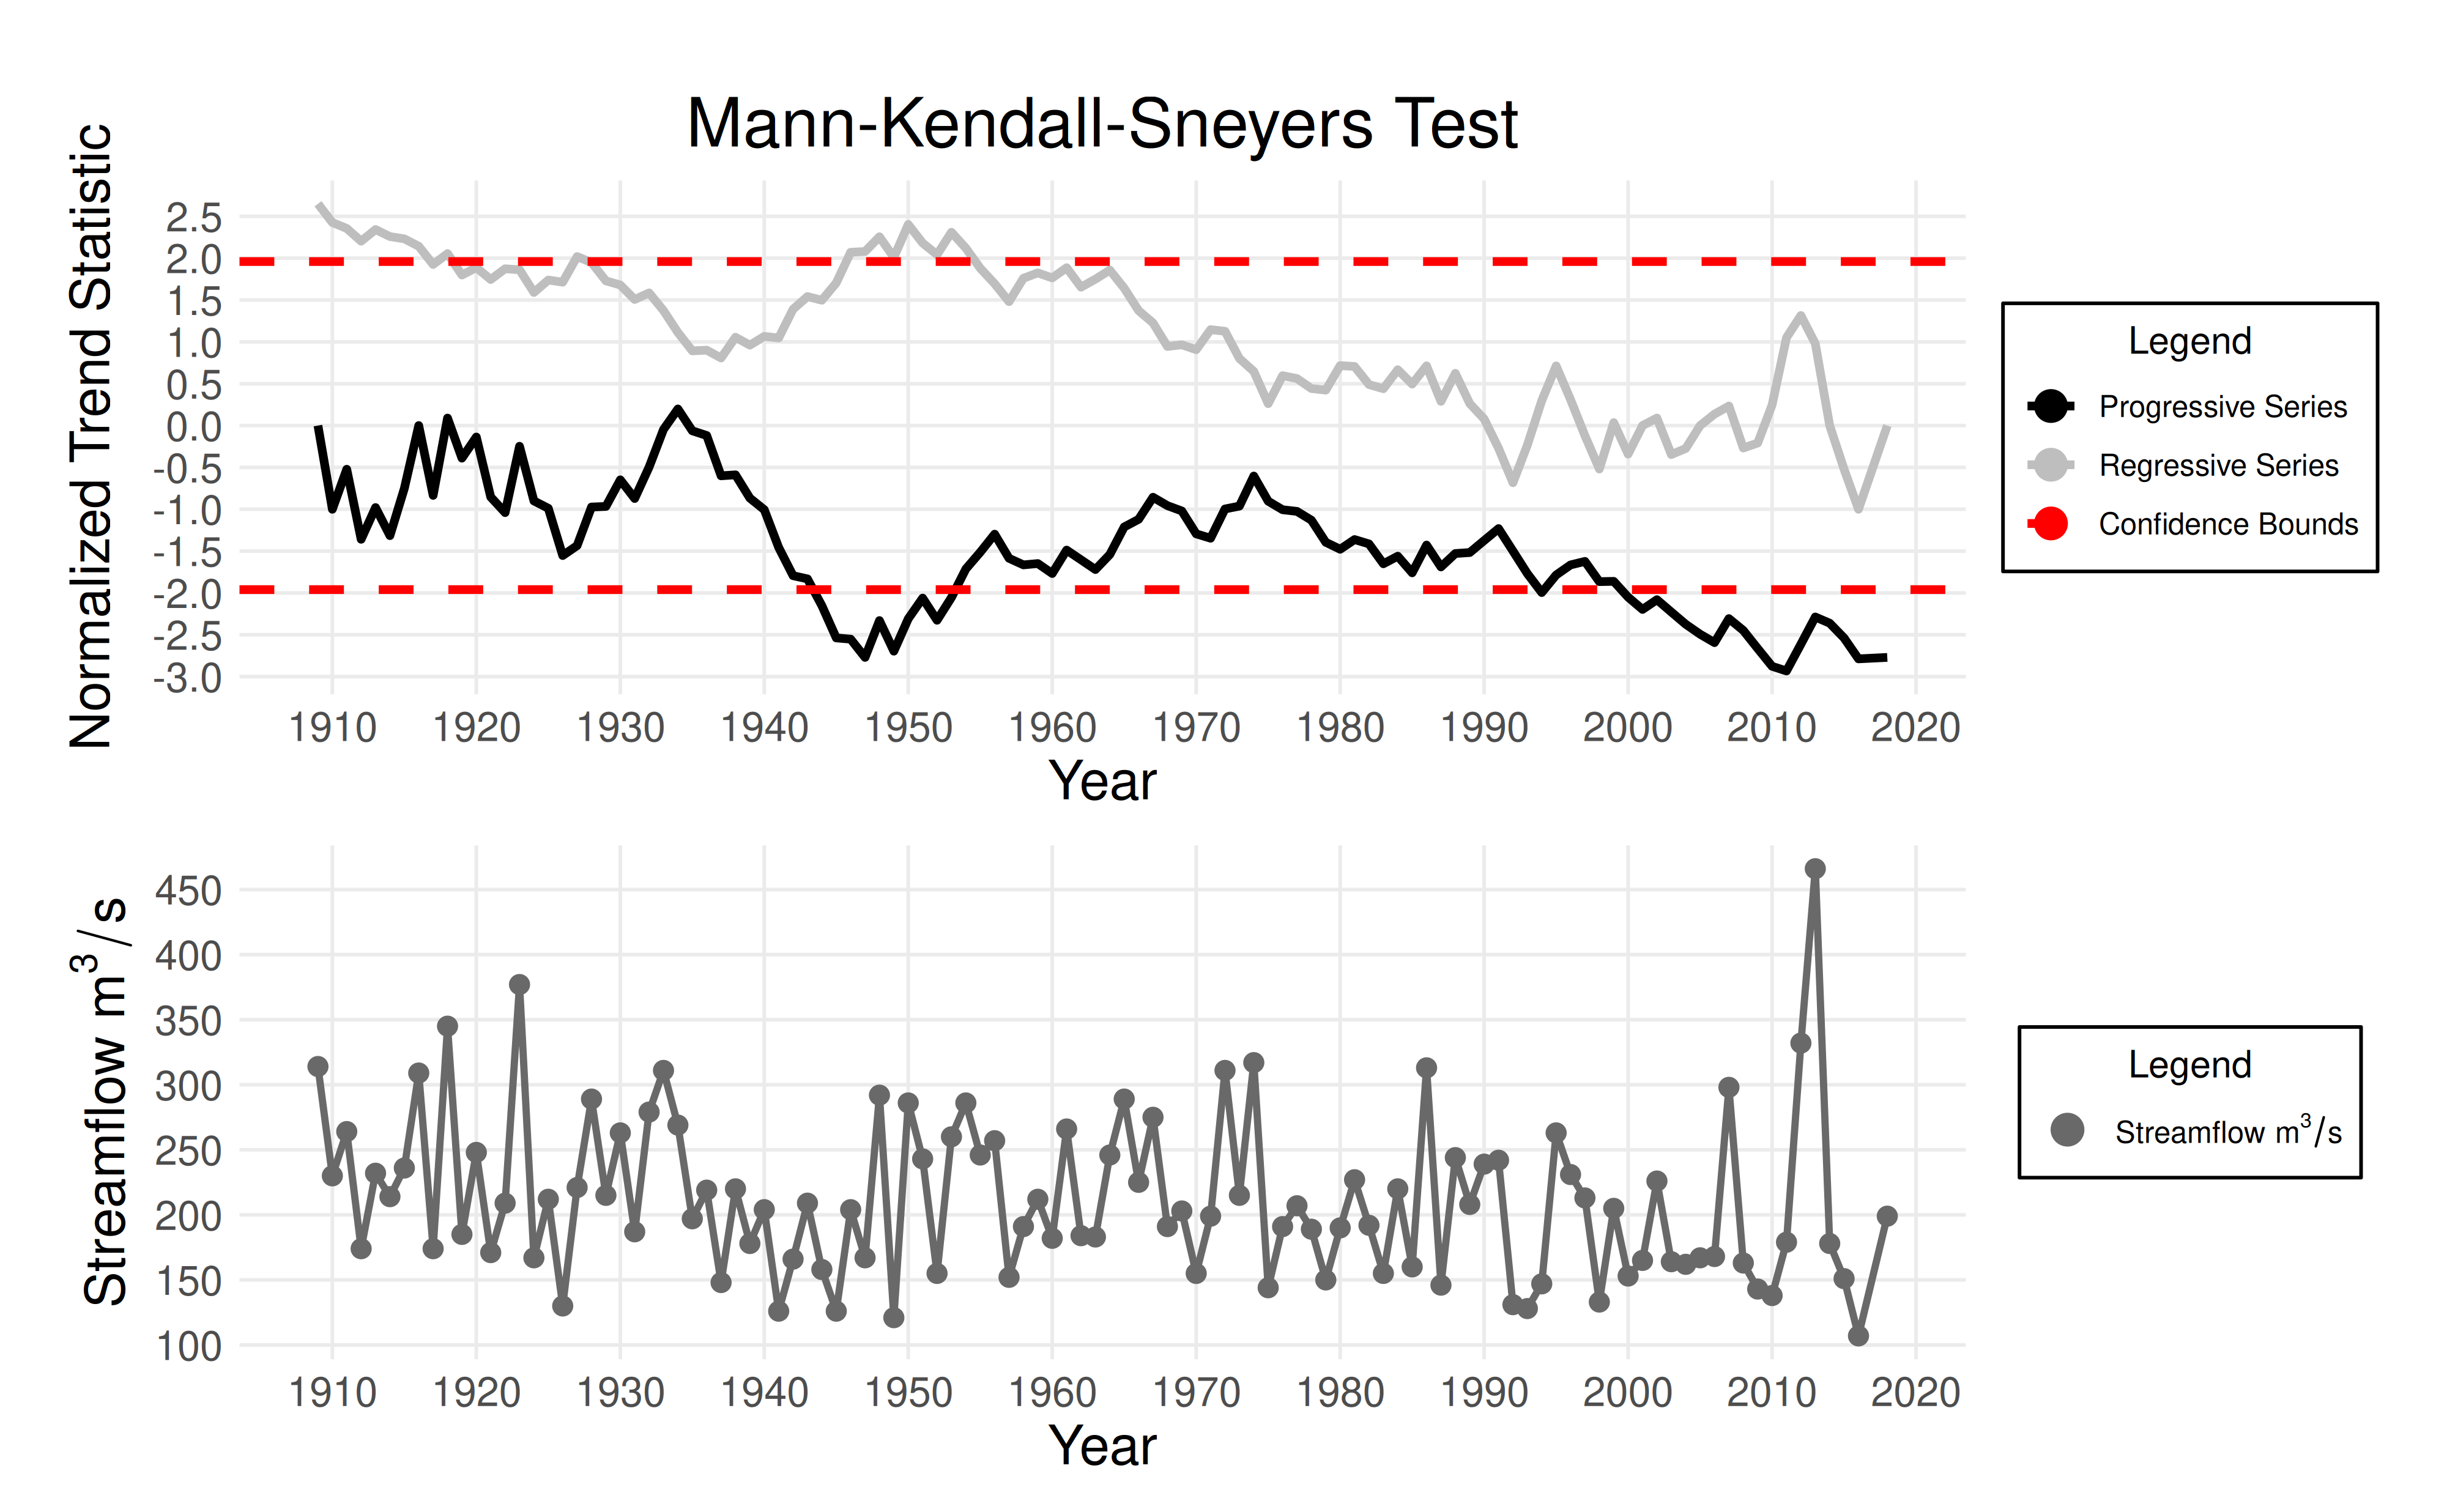 Mann-Kendall-Sneyers Test
Normalized Trend Statistic
2.5
2.0
1.5
1.0
0.5
0.0
-0.5
-1.0
-1.5
-2.0
-2.5
-3.0
1910 1920 1930 1940 1950 1960 1970 1980 1990 2000 2010 2020
Year
Legend
Progressive Series
Regressive Series
Confidence Bounds
Streamflow m³/s
450
400
350
300
250
200
150
100
1910 1920 1930 1940 1950 1960 1970 1980 1990 2000 2010 2020
Year
Legend
Streamflow m³/s